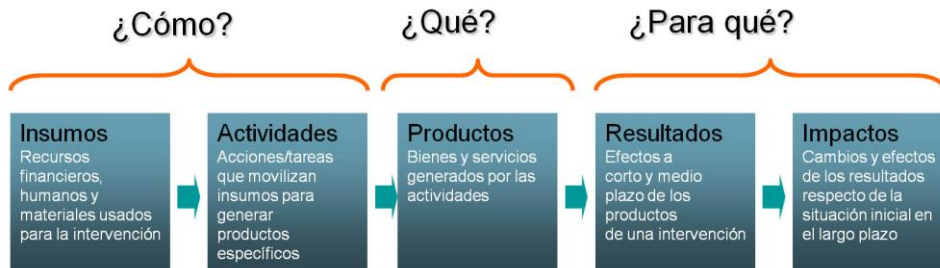 ¿Cómo?
¿Qué?
¿Para qué?
Insumos
Recursos
financieros,
humanos y
materiales usados
para la intervención
Actividades
Acciones/tareas
que movilizan
insumos para
generar
productos
específicos
Productos
Bienes y servicios
generados por las
actividades
Resultados
Efectos a
corto y medio
plazo de los
productos
de una intervención
Impactos
Cambios y efectos
de los resultados
respecto de la
situación inicial en
el largo plazo